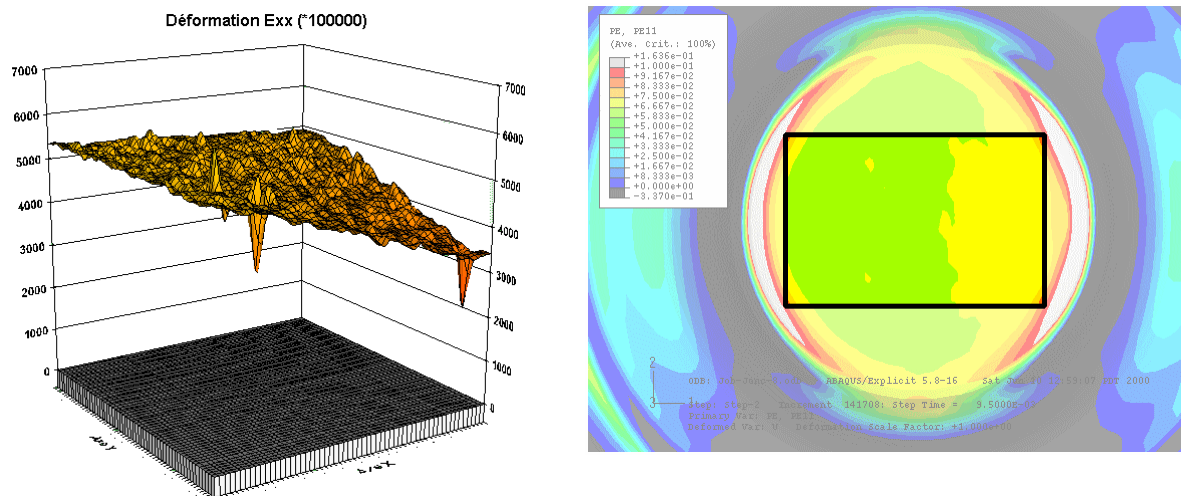 Déformation Exx (*100000)
7000
6000
5000
4000
3000
2000
1000
0
7000
6000
5000
4000
3000
2000
1000
0
Axe Y
PE, PE11
(Ave. Crit.: 100%)
+1.636e-01
+1.000e-01
+9.167e-02
+8.333e-02
+7.500e-02
+6.667e-02
+5.833e-02
+5.000e-02
+4.167e-02
+3.333e-02
+2.500e-02
+1.667e-02
+8.333e-03
+0.000e+00
-3.370e-01
2
3 1
ODB: ABAQUS/Explicit 5.8-16 Sat 2000
Step: Step-2 Increment 141708: Step Time =
Primary Var: PE, PE11
Deformed Var: U Deformation Scale Factor: +1.000e+00